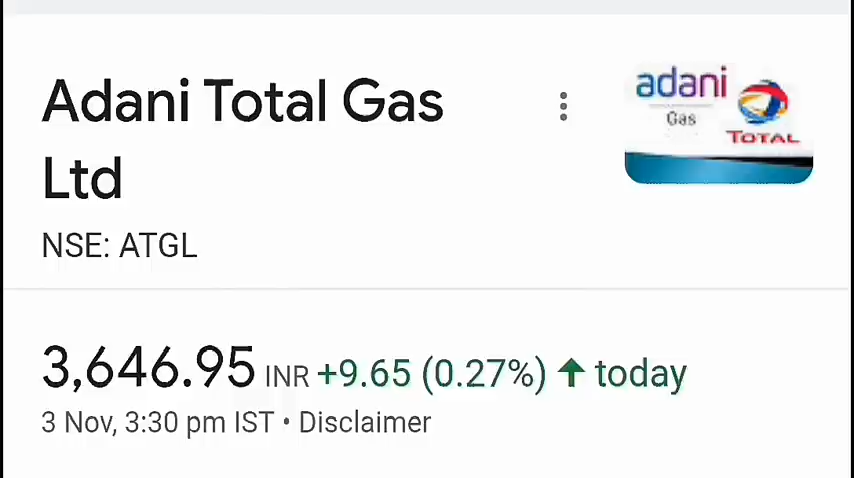 Adani Total Gas
Ltd
adani
Gas
TOTAL
NSE: ATGL
3,646.95 INR +9.65 (0.27%) ↑ today
3 Nov, 3:30 pm IST • Disclaimer